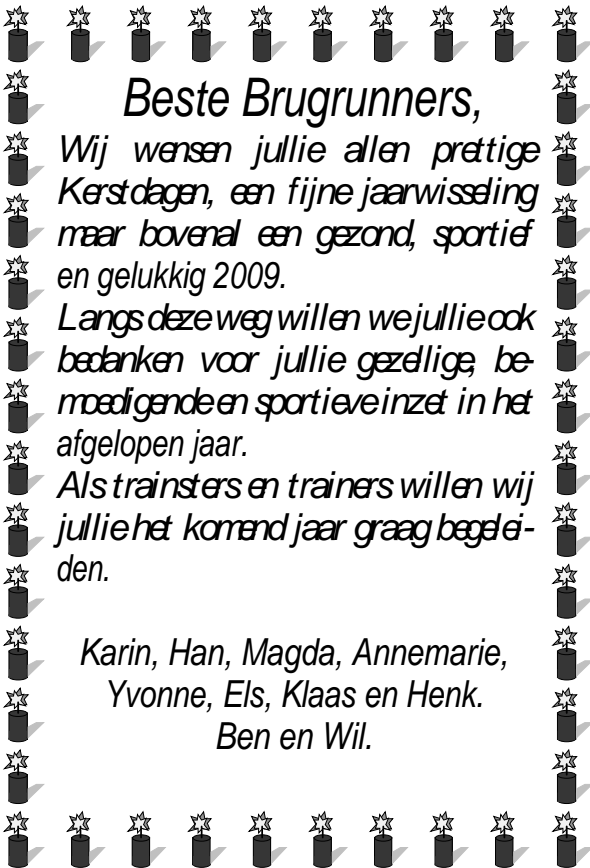 Beste Brugrunners,
Wij wensen jullie allen prettige
Kerstdagen, een fijne jaarwisseling
maar bovenal een gezond, sportief
en gelukkig 2009.
Langs deze weg willen we jullie ook
bedanken voor jullie gezellige, be-
moedigende en sportieve inzet in het
afgelopen jaar.
Als trainsters en trainers willen wij
jullie het komend jaar graag begelei-
den.
Karin, Han, Magda, Annemarie,
Yvonne, Els, Klaas en Henk.
Ben en Wil.